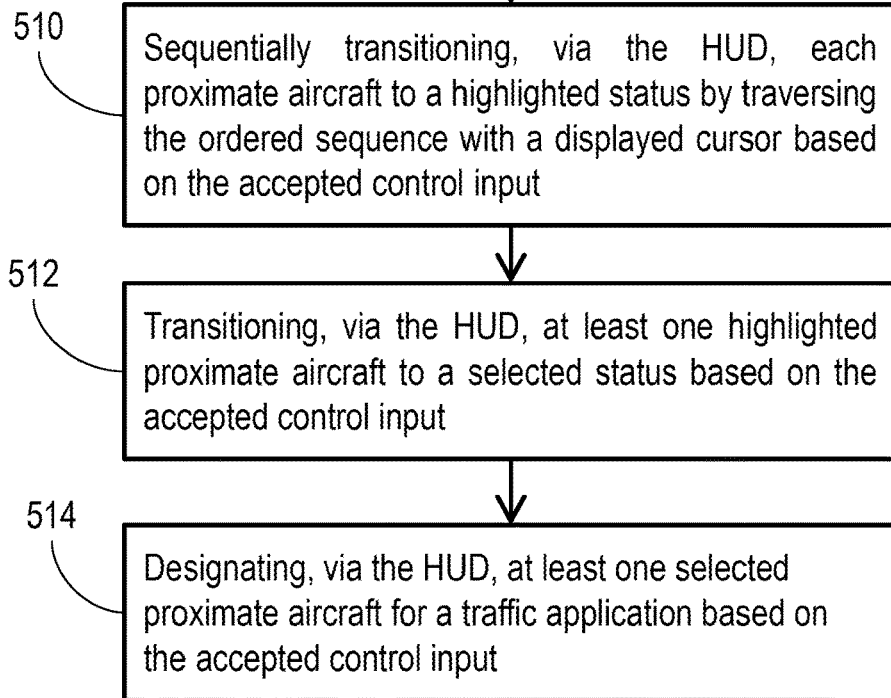 510
Sequentially transitioning, via the HUD, each
proximate aircraft to a highlighted status by traversing
the ordered sequence with a displayed cursor based
on the accepted control input
512
Transitioning, via the HUD, at least one highlighted
proximate aircraft to a selected status based on the
accepted control input
514
Designating, via the HUD, at least one selected
proximate aircraft for a traffic application based on
the accepted control input